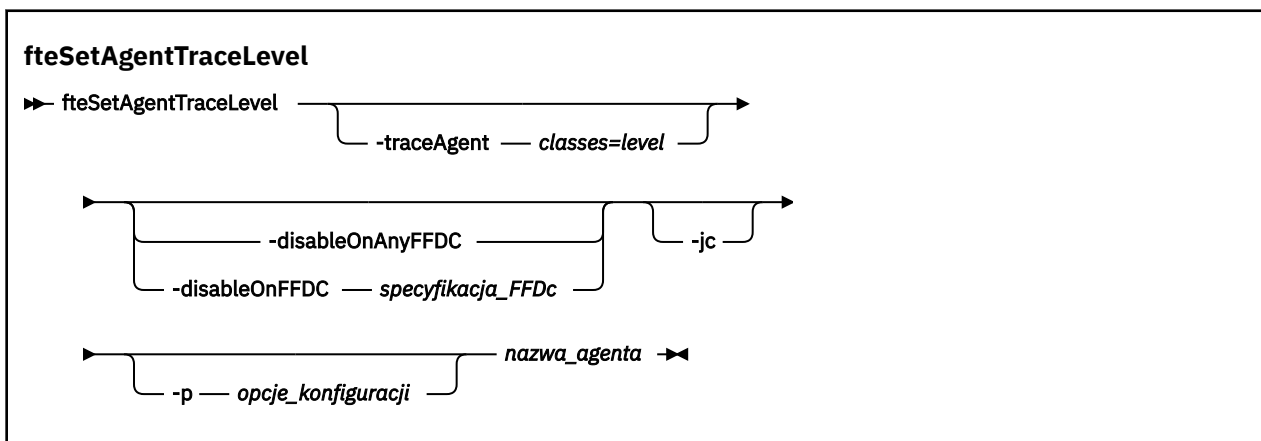 fteSetAgentTraceLevel
fteSetAgentTraceLevel
-traceAgent classes=level
-disableOnAnyFFDC
-jc
-disableOnFFDC specyfikacja_FFDc
nazwa_agenta
-p opcje_konfiguracji